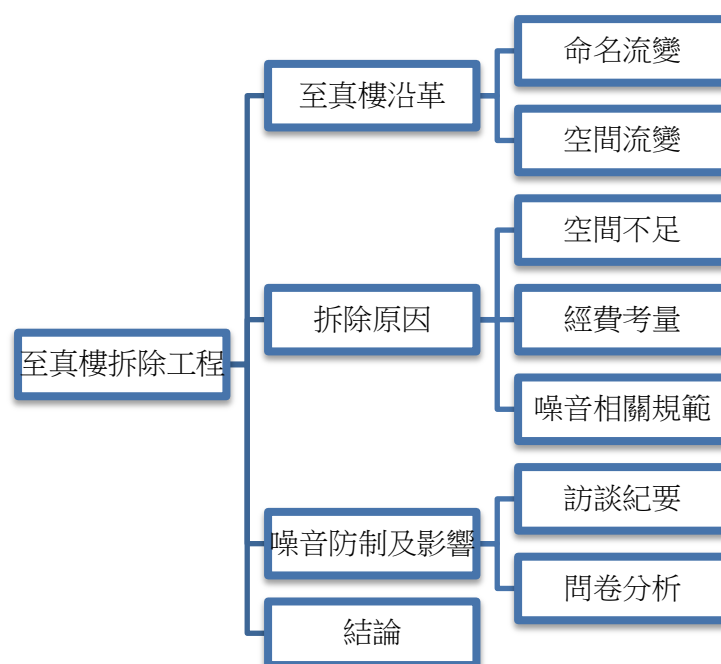 至真樓拆除工程
至真樓沿革
命名流變
空間流變
拆除原因
空間不足
經費考量
噪音相關規範
噪音防制及影響
訪談紀要
問卷分析
結論